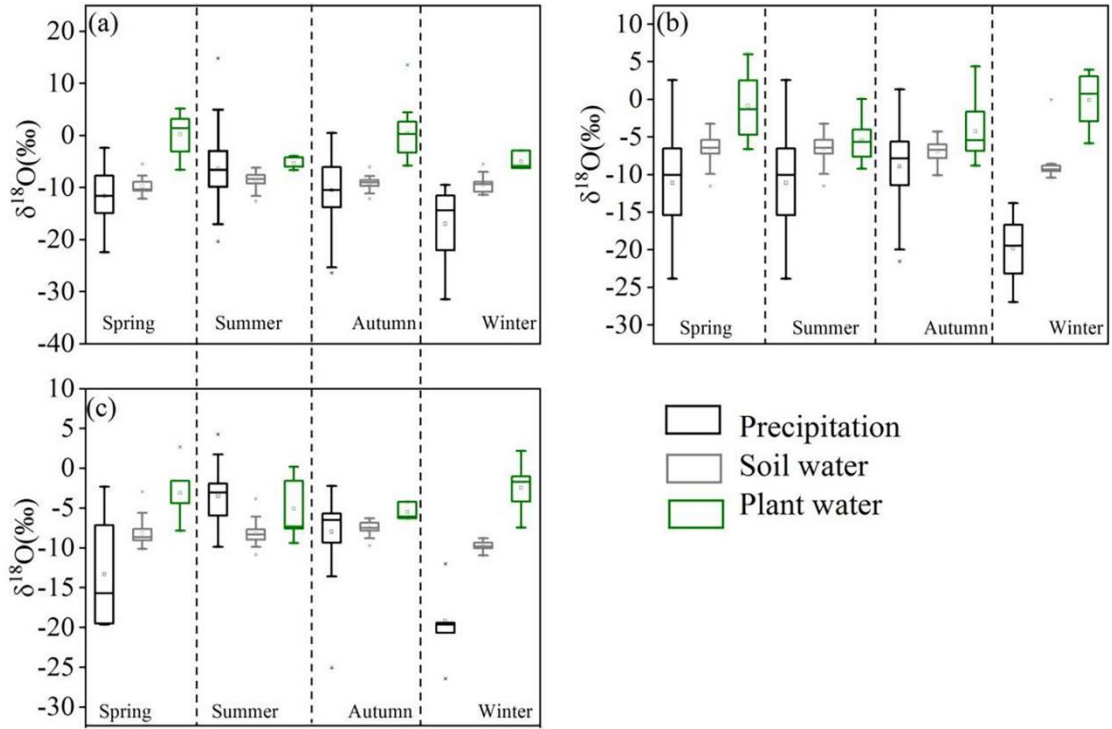 (a)
20
10
0
-10
-20
-30
-40
δ¹⁸O(‰)
Spring Summer Autumn Winter
(b)
10
5
0
-5
-10
-15
-20
-25
-30
δ¹⁸O(‰)
Spring Summer Autumn Winter
(c)
10
5
0
-5
-10
-15
-20
-25
-30
δ¹⁸O(‰)
Spring Summer Autumn Winter
Precipitation
Soil water
Plant water